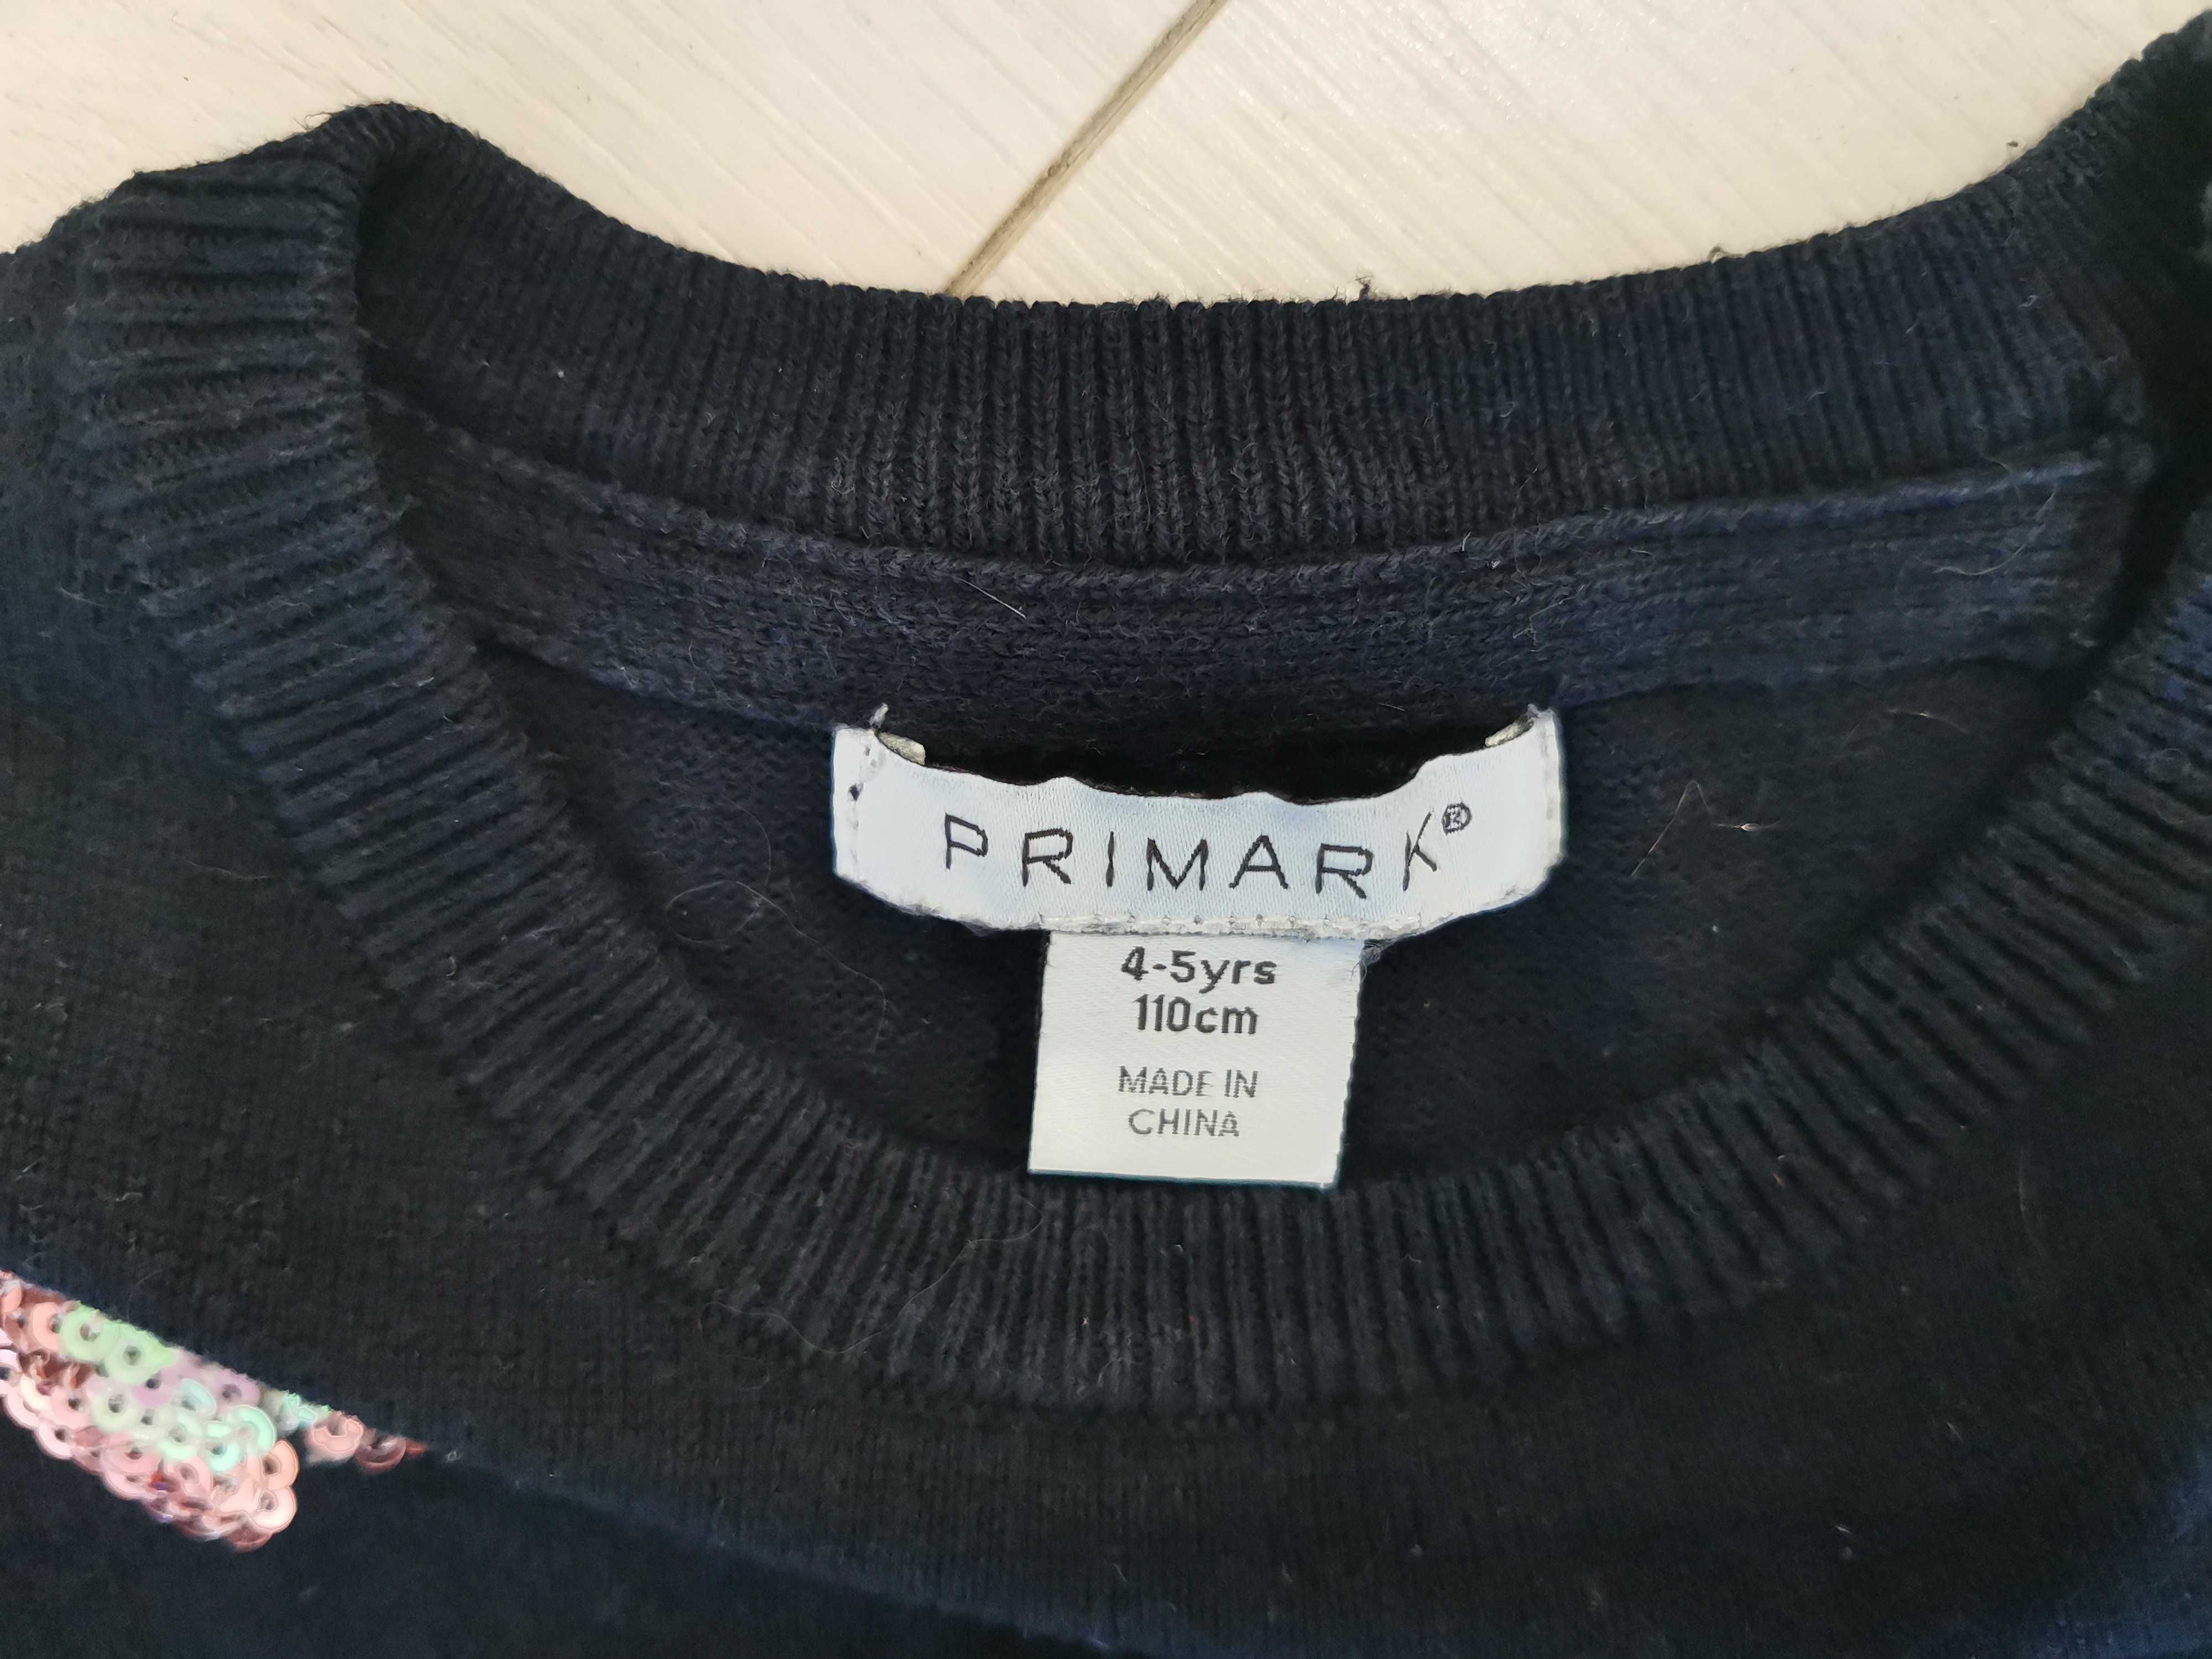 PRIMARK®
4-5yrs
110cm
MADE IN
CHINA